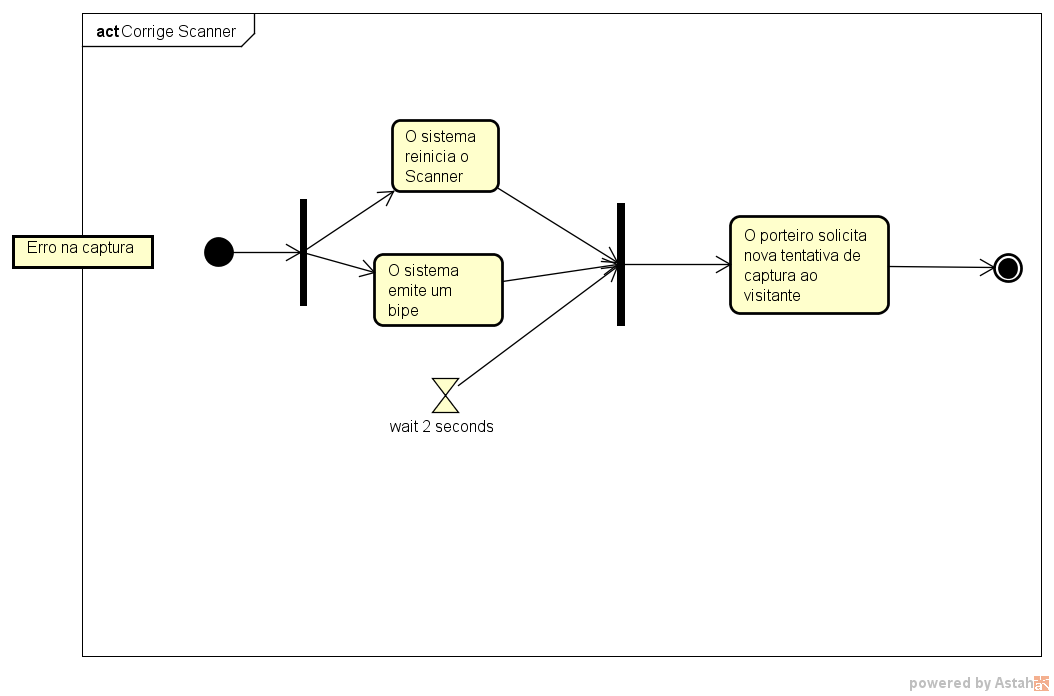 act Corrige Scanner
O sistema
reinicia o
Scanner
Erro na captura
O sistema
emite um
bipe
O porteiro solicita
nova tentativa de
captura ao
visitante
wait 2 seconds
powered by Astah